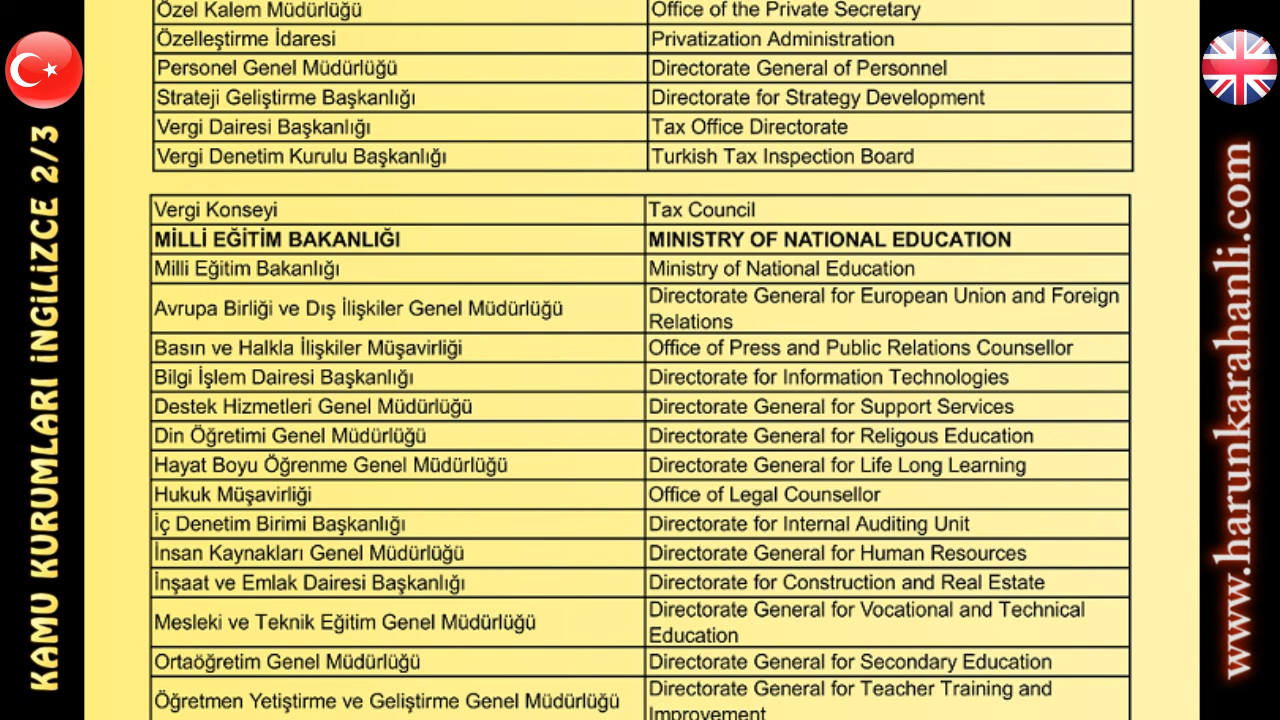 KAMU KURUMLARI İNGİLİZCE 2/3
Özel Kalem Müdürlüğü Office of the Private Secretary
Özelleştirme İdaresi Privatization Administration
Personel Genel Müdürlüğü Directorate General of Personnel
Strateji Geliştirme Başkanlığı Directorate for Strategy Development
Vergi Dairesi Başkanlığı Tax Office Directorate
Vergi Denetim Kurulu Başkanlığı Turkish Tax Inspection Board
Vergi Konseyi Tax Council
MİLLİ EĞİTİM BAKANLIĞI MINISTRY OF NATIONAL EDUCATION
Milli Eğitim Bakanlığı Ministry of National Education
Avrupa Birliği ve Dış İlişkiler Genel Müdürlüğü Directorate General for European Union and Foreign
Relations
Basın ve Halkla İlişkiler Müşavirliği Office of Press and Public Relations Counsellor
Bilgi İşlem Dairesi Başkanlığı Directorate for Information Technologies
Destek Hizmetleri Genel Müdürlüğü Directorate General for Support Services
Din Öğretimi Genel Müdürlüğü Directorate General for Religous Education
Hayat Boyu Öğrenme Genel Müdürlüğü Directorate General for Life Long Learning
Hukuk Müşavirliği Office of Legal Counsellor
İç Denetim Birimi Başkanlığı Directorate for Internal Auditing Unit
İnsan Kaynakları Genel Müdürlüğü Directorate General for Human Resources
İnşaat ve Emlak Dairesi Başkanlığı Directorate for Construction and Real Estate
Mesleki ve Teknik Eğitim Genel Müdürlüğü Directorate General for Vocational and Technical
Education
Ortaöğretim Genel Müdürlüğü Directorate General for Secondary Education
Öğretmen Yetiştirme ve Geliştirme Genel Müdürlüğü Directorate General for Teacher Training and
Improvement
www.harunkarahanli.com